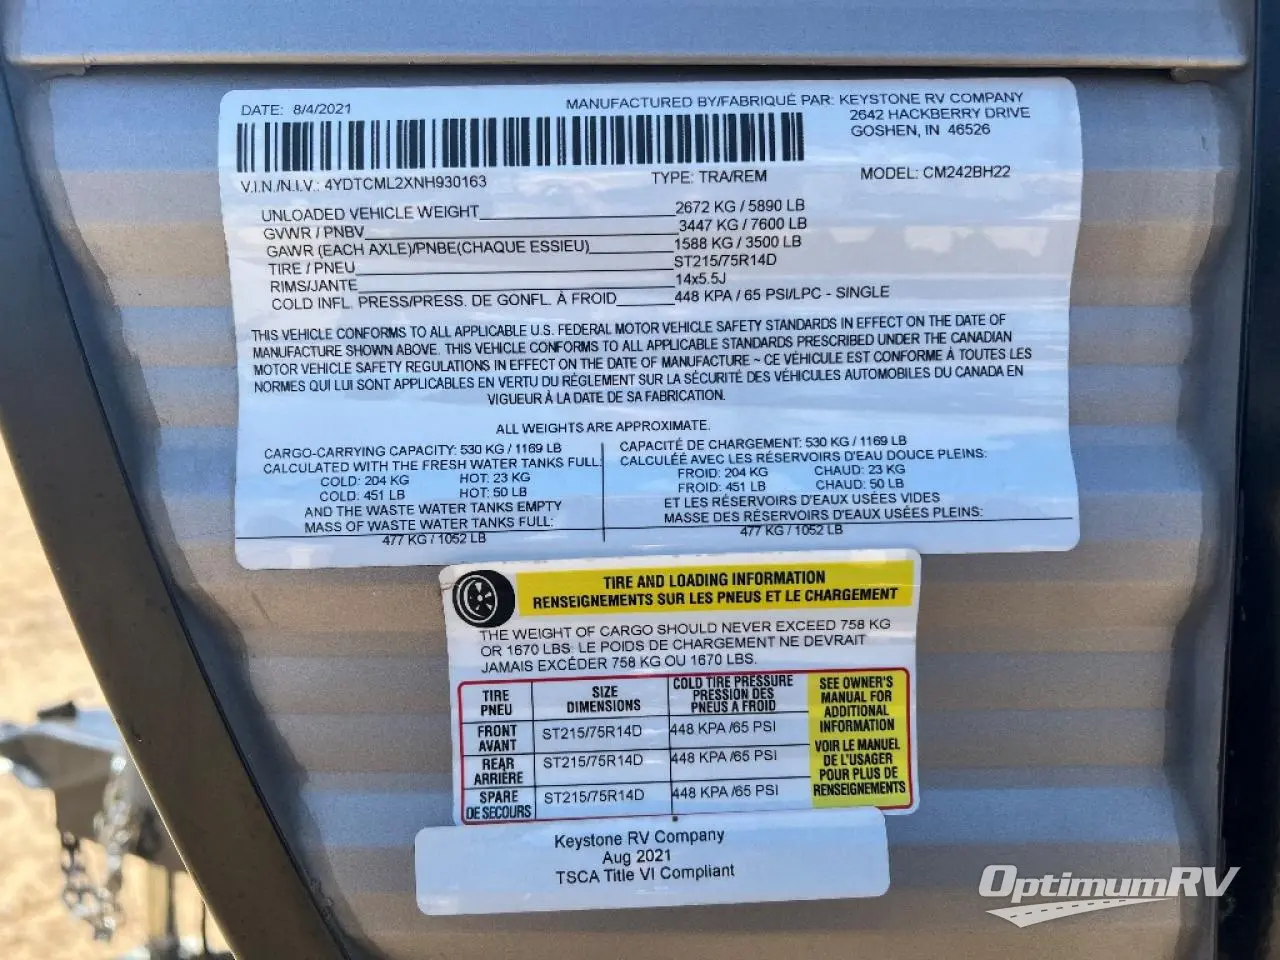 DATE: 8/4/2021
MANUFACTURED BY/FABRIQUÉ PAR: KEYSTONE RV COMPANY
2642 HACKBERRY DRIVE
GOSHEN, IN 46526
V.I.N./N.I.V.: 4YDTCML2XNH930163 TYPE: TRA/REM MODEL: CM242BH22
UNLOADED VEHICLE WEIGHT 2672 KG / 5890 LB
GVWR / PNBV 3447 KG / 7600 LB
GAWR (EACH AXLE)/PNBE(CHAQUE ESSIEU) 1588 KG / 3500 LB
TIRE / PNEU ST215/75R14D
RIMS/JANTE 14x5.5J
COLD INFL. PRESS/PRESS. DE GONFL. À FROID 448 KPA / 65 PSI/LPC - SINGLE
THIS VEHICLE CONFORMS TO ALL APPLICABLE U.S. FEDERAL MOTOR VEHICLE SAFETY STANDARDS IN EFFECT ON THE DATE OF
MANUFACTURE SHOWN ABOVE. THIS VEHICLE CONFORMS TO ALL APPLICABLE STANDARDS PRESCRIBED UNDER THE CANADIAN
MOTOR VEHICLE SAFETY REGULATIONS IN EFFECT ON THE DATE OF MANUFACTURE ~ CE VÉHICULE EST CONFORME À TOUTES LES
NORMES QUI LUI SONT APPLICABLES EN VERTU DU RÉGLEMENT SUR LA SÉCURITÉ DES VÉHICULES AUTOMOBILES DU CANADA EN
VIGUEUR À LA DATE DE SA FABRICATION.
ALL WEIGHTS ARE APPROXIMATE.
CARGO-CARRYING CAPACITY: 530 KG / 1169 LB
CALCULATED WITH THE FRESH WATER TANKS FULL:
COLD: 204 KG HOT: 23 KG
COLD: 451 LB HOT: 50 LB
AND THE WASTE WATER TANKS EMPTY
MASS OF WASTE WATER TANKS FULL:
477 KG / 1052 LB
CAPACITÉ DE CHARGEMENT: 530 KG / 1169 LB
CALCULÉE AVEC LES RÉSERVOIRS D'EAU DOUCE PLEINS:
FROID: 204 KG CHAUD: 23 KG
FROID: 451 LB CHAUD: 50 LB
ET LES RÉSERVOIRS D'EAUX USÉES VIDES
MASSE DES RÉSERVOIRS D'EAUX USÉES PLEINS:
477 KG / 1052 LB
TIRE AND LOADING INFORMATION
RENSEIGNEMENTS SUR LES PNEUS ET LE CHARGEMENT
THE WEIGHT OF CARGO SHOULD NEVER EXCEED 758 KG
OR 1670 LBS. LE POIDS DE CHARGEMENT NE DEVRAIT
JAMAIS EXCÉDER 758 KG OU 1670 LBS.
TIRE
PNEU
SIZE
DIMENSIONS
COLD TIRE PRESSURE
PRESSION DES
PNEUS A FROID
FRONT
AVANT
ST215/75R14D
448 KPA /65 PSI
REAR
ARRIÈRE
ST215/75R14D
448 KPA /65 PSI
SPARE
DE SECOURS
ST215/75R14D
448 KPA /65 PSI
SEE OWNER'S
MANUAL FOR
ADDITIONAL
INFORMATION
VOIR LE MANUEL
DE L'USAGER
POUR PLUS DE
RENSEIGNEMENTS
Keystone RV Company
Aug 2021
TSCA Title VI Compliant
OptimumRV